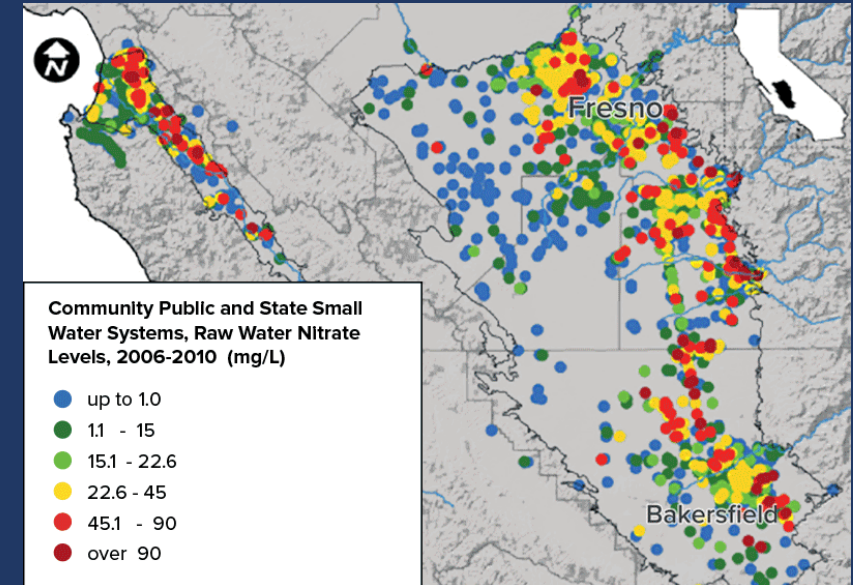 N
Fresno
Community Public and State Small
Water Systems, Raw Water Nitrate
Levels, 2006-2010 (mg/L)
up to 1.0
1.1 - 15
15.1 - 22.6
22.6 - 45
45.1 - 90
over 90
Bakersfield